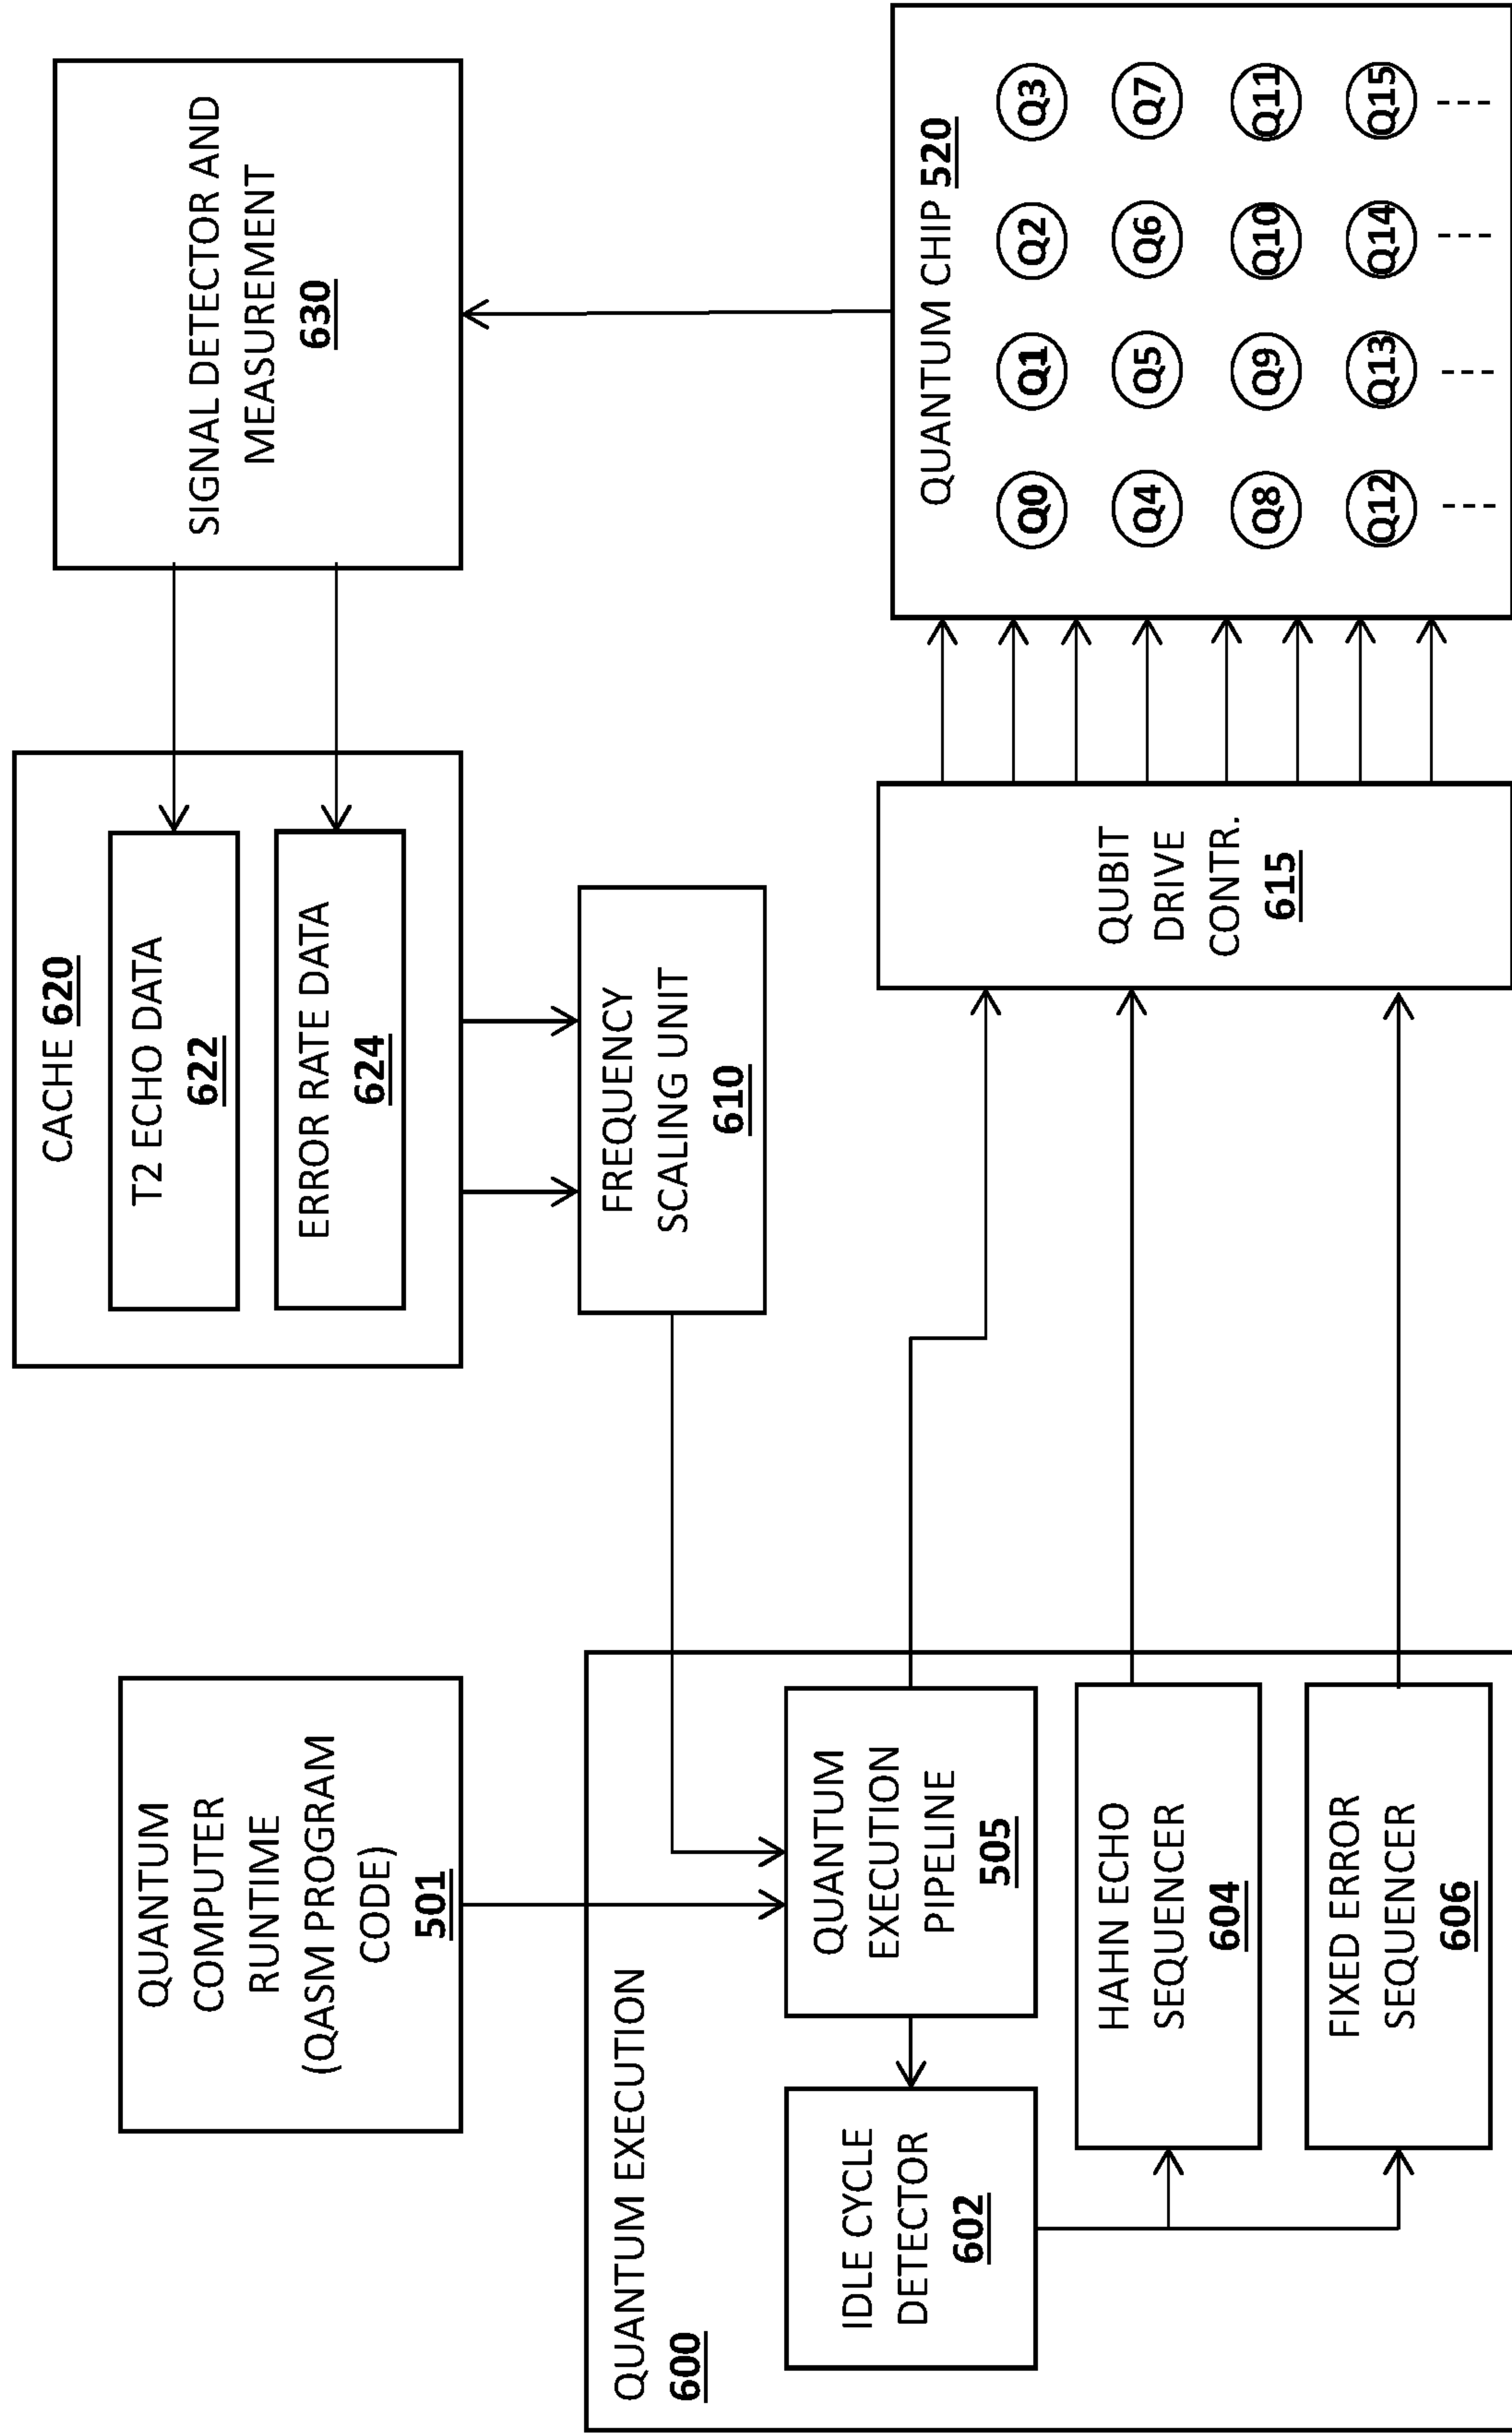 QUANTUM
COMPUTER
RUNTIME
(QASM PROGRAM
CODE)
501
CACHE 620
T2 ECHO DATA
622
ERROR RATE DATA
624
SIGNAL DETECTOR AND
MEASUREMENT
630
FREQUENCY
SCALING UNIT
610
QUANTUM EXECUTION
600
IDLE CYCLE
DETECTOR
602
QUANTUM
EXECUTION
PIPELINE
505
HAHN ECHO
SEQUENCER
604
FIXED ERROR
SEQUENCER
606
QUBIT
DRIVE
CONTR.
615
QUANTUM CHIP 520
Q0 Q1 Q2 Q3
Q4 Q5 Q6 Q7
Q8 Q9 Q10 Q11
Q12 Q13 Q14 Q15